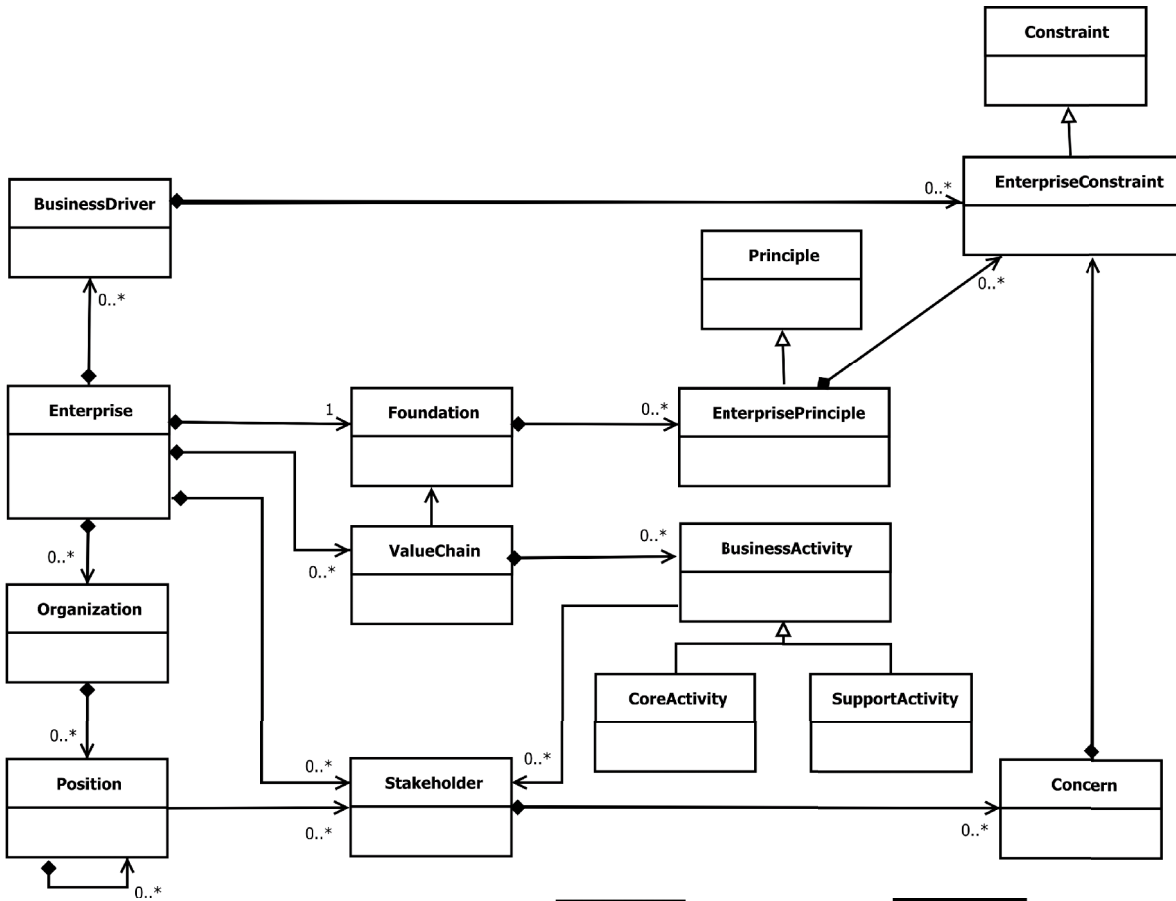 Constraint
EnterpriseConstraint
BusinessDriver
0..*
Principle
0..*
0..*
Enterprise
1
Foundation
0..*
EnterprisePrinciple
0..*
ValueChain
0..*
BusinessActivity
0..*
Organization
CoreActivity
SupportActivity
0..*
0..*
0..*
Position
Stakeholder
Concern
0..*
0..*
0..*